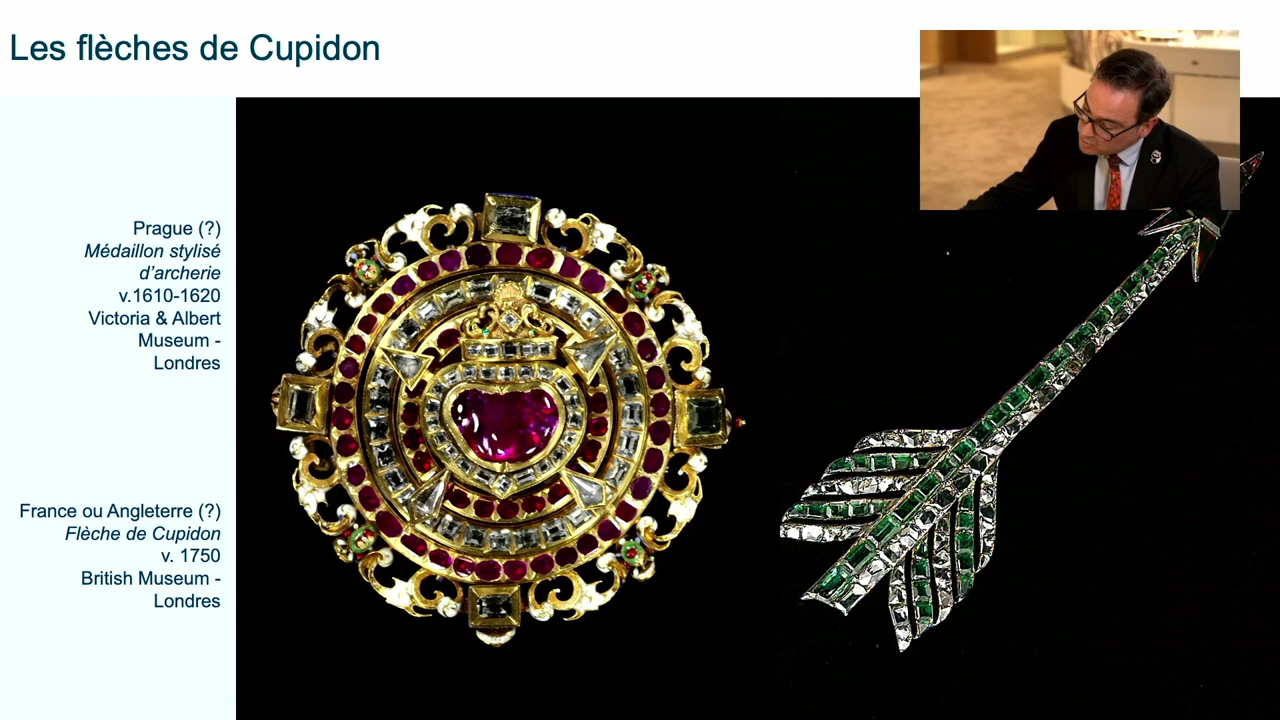 Les flèches de Cupidon
Prague (?)
Médaillon stylisé
d’archerie
v.1610-1620
Victoria & Albert
Museum -
Londres
France ou Angleterre (?)
Flèche de Cupidon
v. 1750
British Museum -
Londres